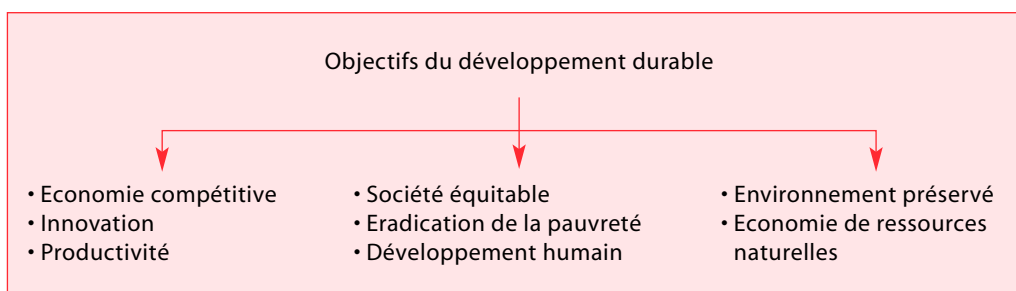 Objectifs du développement durable
• Economie compétitive
• Innovation
• Productivité
• Société équitable
• Eradication de la pauvreté
• Développement humain
• Environnement préservé
• Economie de ressources
naturelles